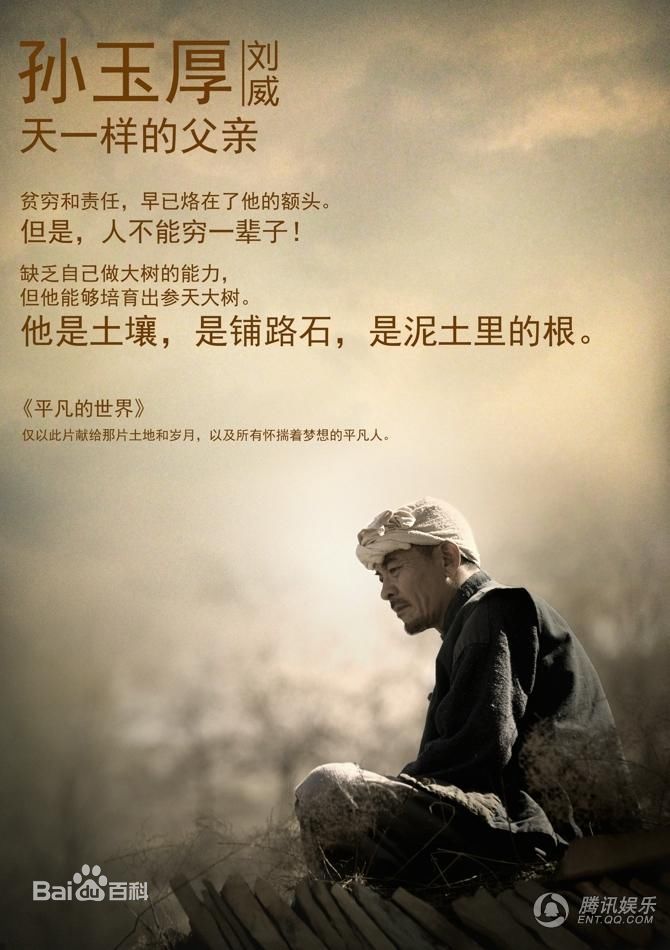 孙玉厚 刘威
天一样的父亲
贫穷和责任，早已烙在了他的额头。
但是，人不能穷一辈子！
缺乏自己做大树的能力，
但他能够培育出参天大树。
他是土壤，是铺路石，是泥土里的根。
《平凡的世界》
仅以此片献给那片土地和岁月，以及所有怀揣着梦想的平凡人。
Bai du 百科
腾讯娱乐
ENT.QQ.COM